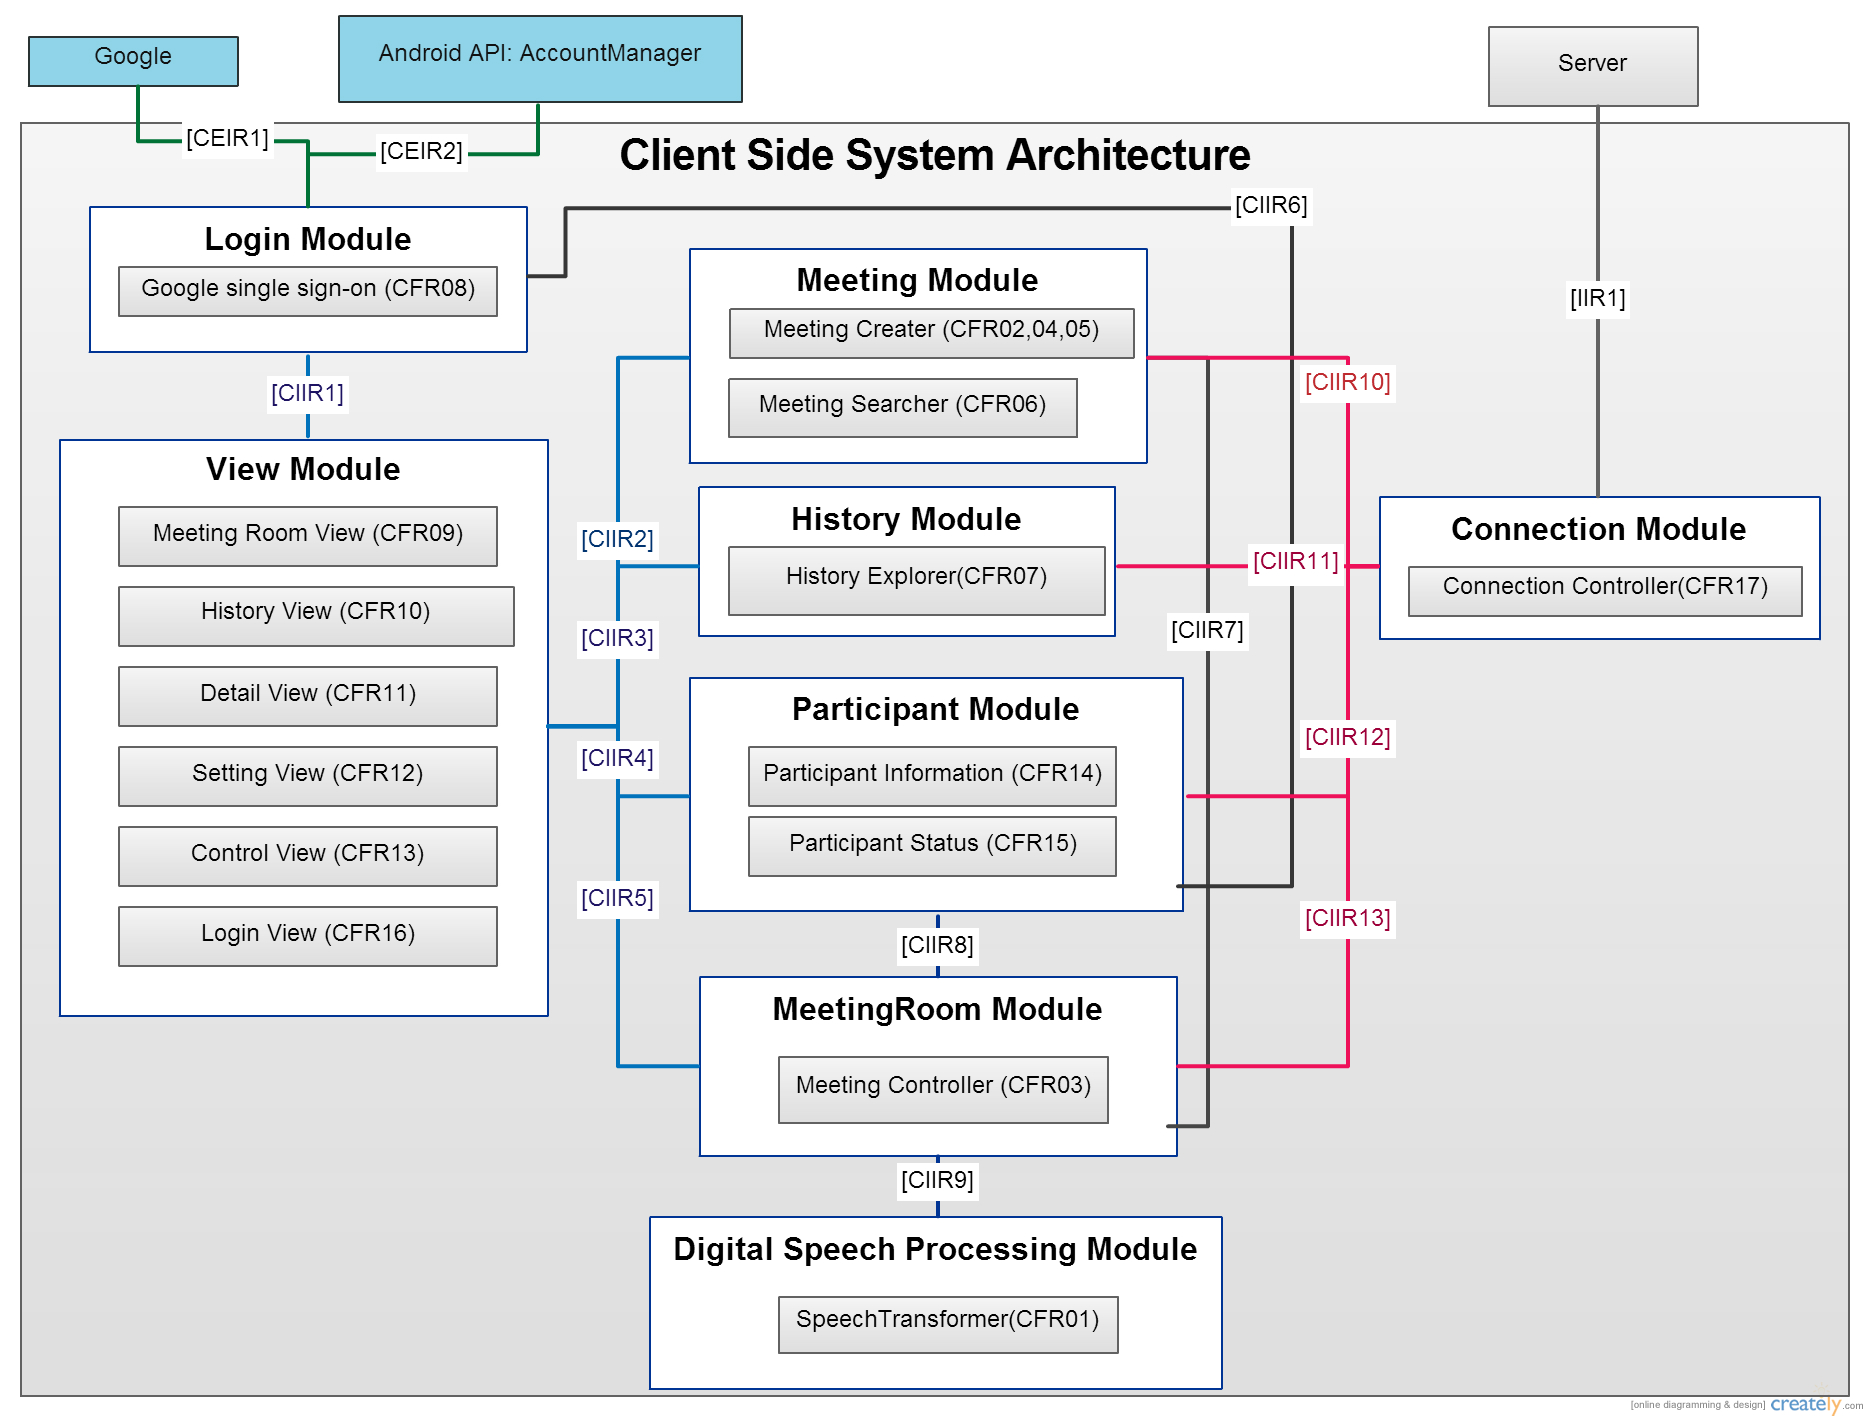 Google
Android API: AccountManager
Server
[CEIR1]
[CEIR2]
Client Side System Architecture
[CIIR6]
[IIR1]
Login Module
Google single sign-on (CFR08)
[CIIR1]
Meeting Module
Meeting Creater (CFR02,04,05)
Meeting Searcher (CFR06)
[CIIR10]
View Module
Meeting Room View (CFR09)
History View (CFR10)
Detail View (CFR11)
Setting View (CFR12)
Control View (CFR13)
Login View (CFR16)
[CIIR2]
[CIIR3]
[CIIR4]
[CIIR5]
History Module
History Explorer(CFR07)
[CIIR11]
[CIIR7]
Connection Module
Connection Controller(CFR17)
Participant Module
Participant Information (CFR14)
Participant Status (CFR15)
[CIIR12]
[CIIR13]
[CIIR8]
MeetingRoom Module
Meeting Controller (CFR03)
[CIIR9]
Digital Speech Processing Module
SpeechTransformer(CFR01)
[online diagramming & design] creately.com